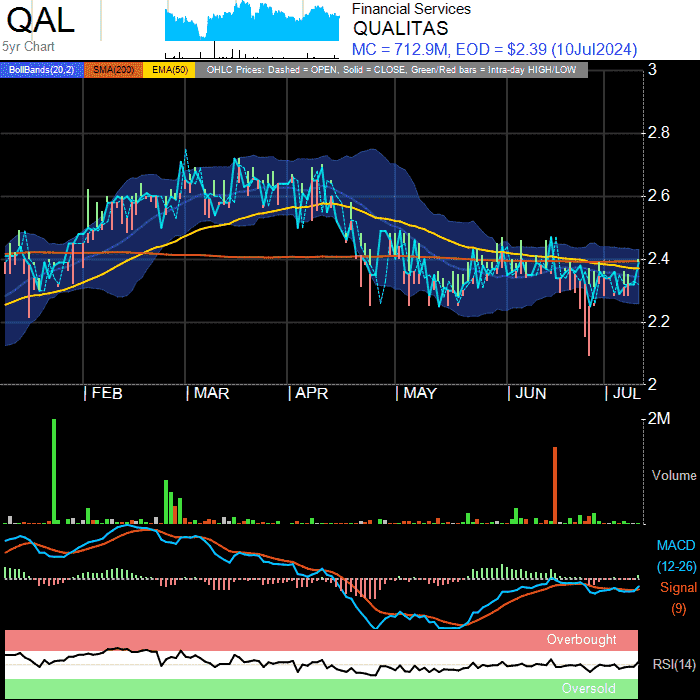 QAL
5yr Chart
Financial Services
QUALITAS
MC = 712.9M, EOD = $2.39 (10Jul2024)
BollBands(20,2) SMA(200) EMA(50) OHLC Prices: Dashed = OPEN, Solid = CLOSE, Green/Red bars = Intra-day HIGH/LOW
3
2.8
2.6
2.4
2.2
2
FEB MAR APR MAY JUN JUL
2M
Volume
MACD
(12-26)
Signal
(9)
Overbought
RSI(14)
Oversold